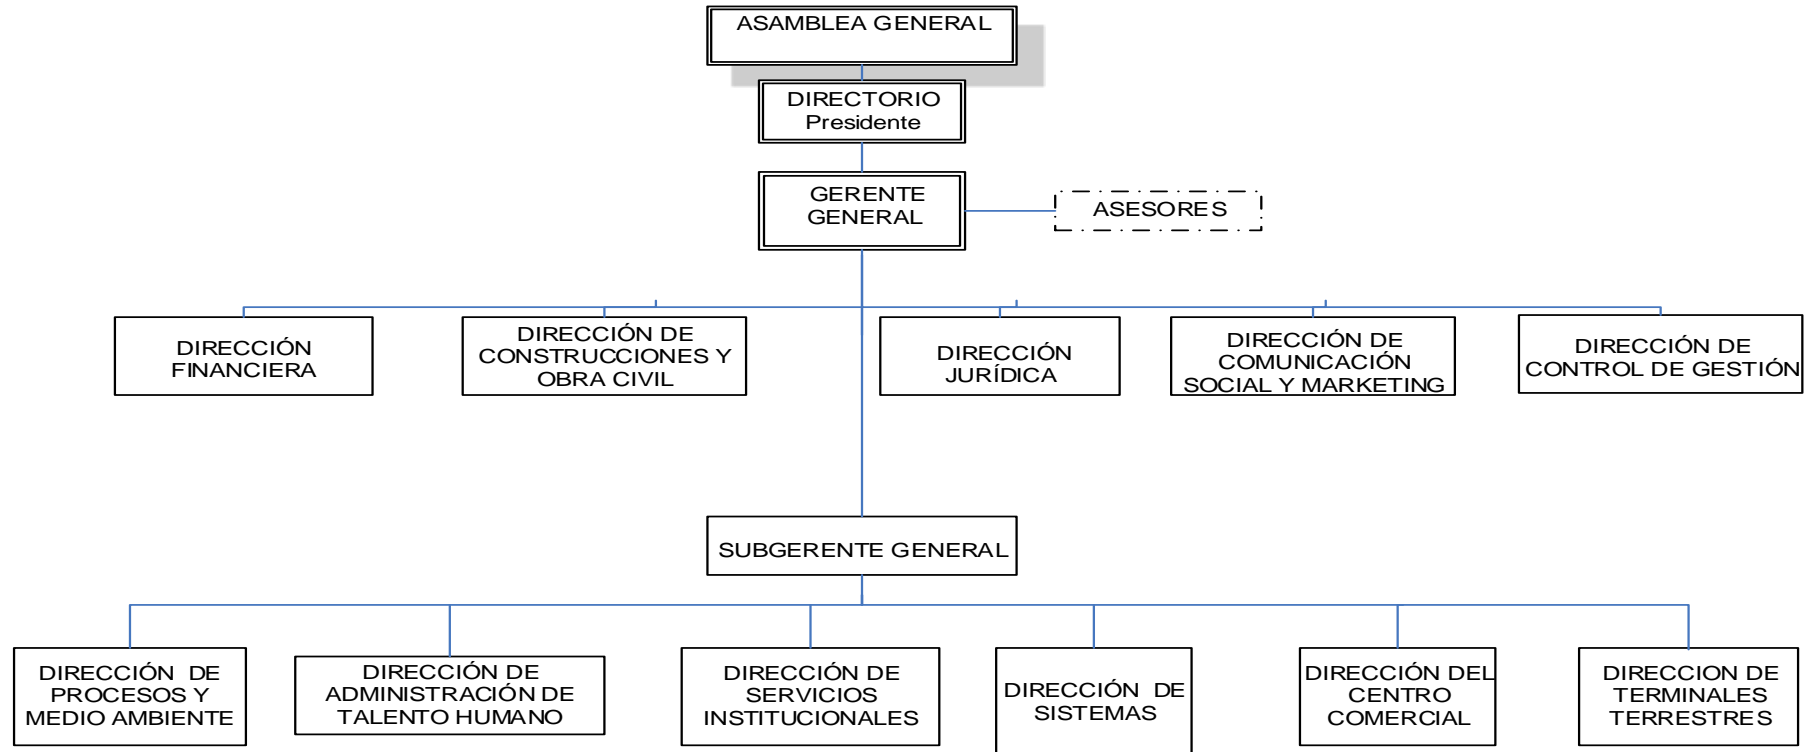 ASAMBLEA GENERAL
DIRECTORIO
Presidente
GERENTE
GENERAL
ASESORES
DIRECCIÓN
FINANCIERA
DIRECCIÓN DE
CONSTRUCCIONES Y
OBRA CIVIL
DIRECCIÓN
JURÍDICA
DIRECCIÓN DE
COMUNICACIÓN
SOCIAL Y MARKETING
DIRECCIÓN DE
CONTROL DE GESTIÓN
SUBGERENTE GENERAL
DIRECCIÓN DE
PROCESOS Y
MEDIO AMBIENTE
DIRECCIÓN DE
ADMINISTRACIÓN DE
TALENTO HUMANO
DIRECCIÓN DE
SERVICIOS
INSTITUCIONALES
DIRECCIÓN DE
SISTEMAS
DIRECCIÓN DEL
CENTRO
COMERCIAL
DIRECCION DE
TERMINALES
TERRESTRES